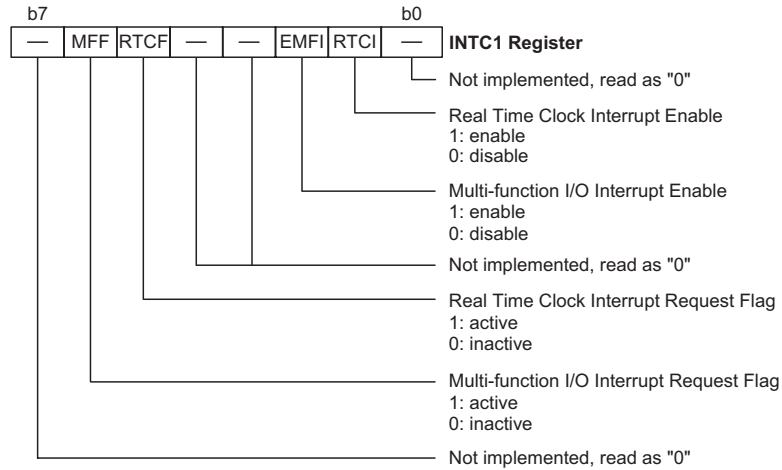 b7 b0
— MFF RTCF — — EMFI RTCI — INTC1 Register
Not implemented, read as "0"
Real Time Clock Interrupt Enable
1: enable
0: disable
Multi-function I/O Interrupt Enable
1: enable
0: disable
Not implemented, read as "0"
Real Time Clock Interrupt Request Flag
1: active
0: inactive
Multi-function I/O Interrupt Request Flag
1: active
0: inactive
Not implemented, read as "0"